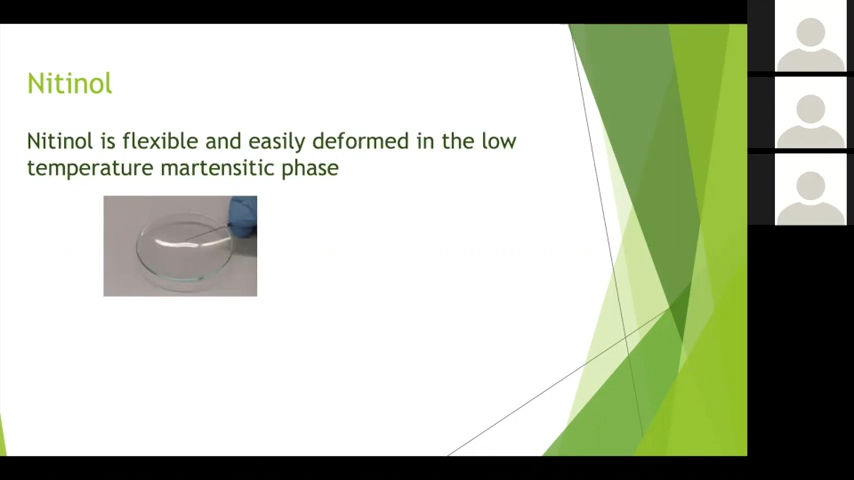 Nitinol
Nitinol is flexible and easily deformed in the low
temperature martensitic phase